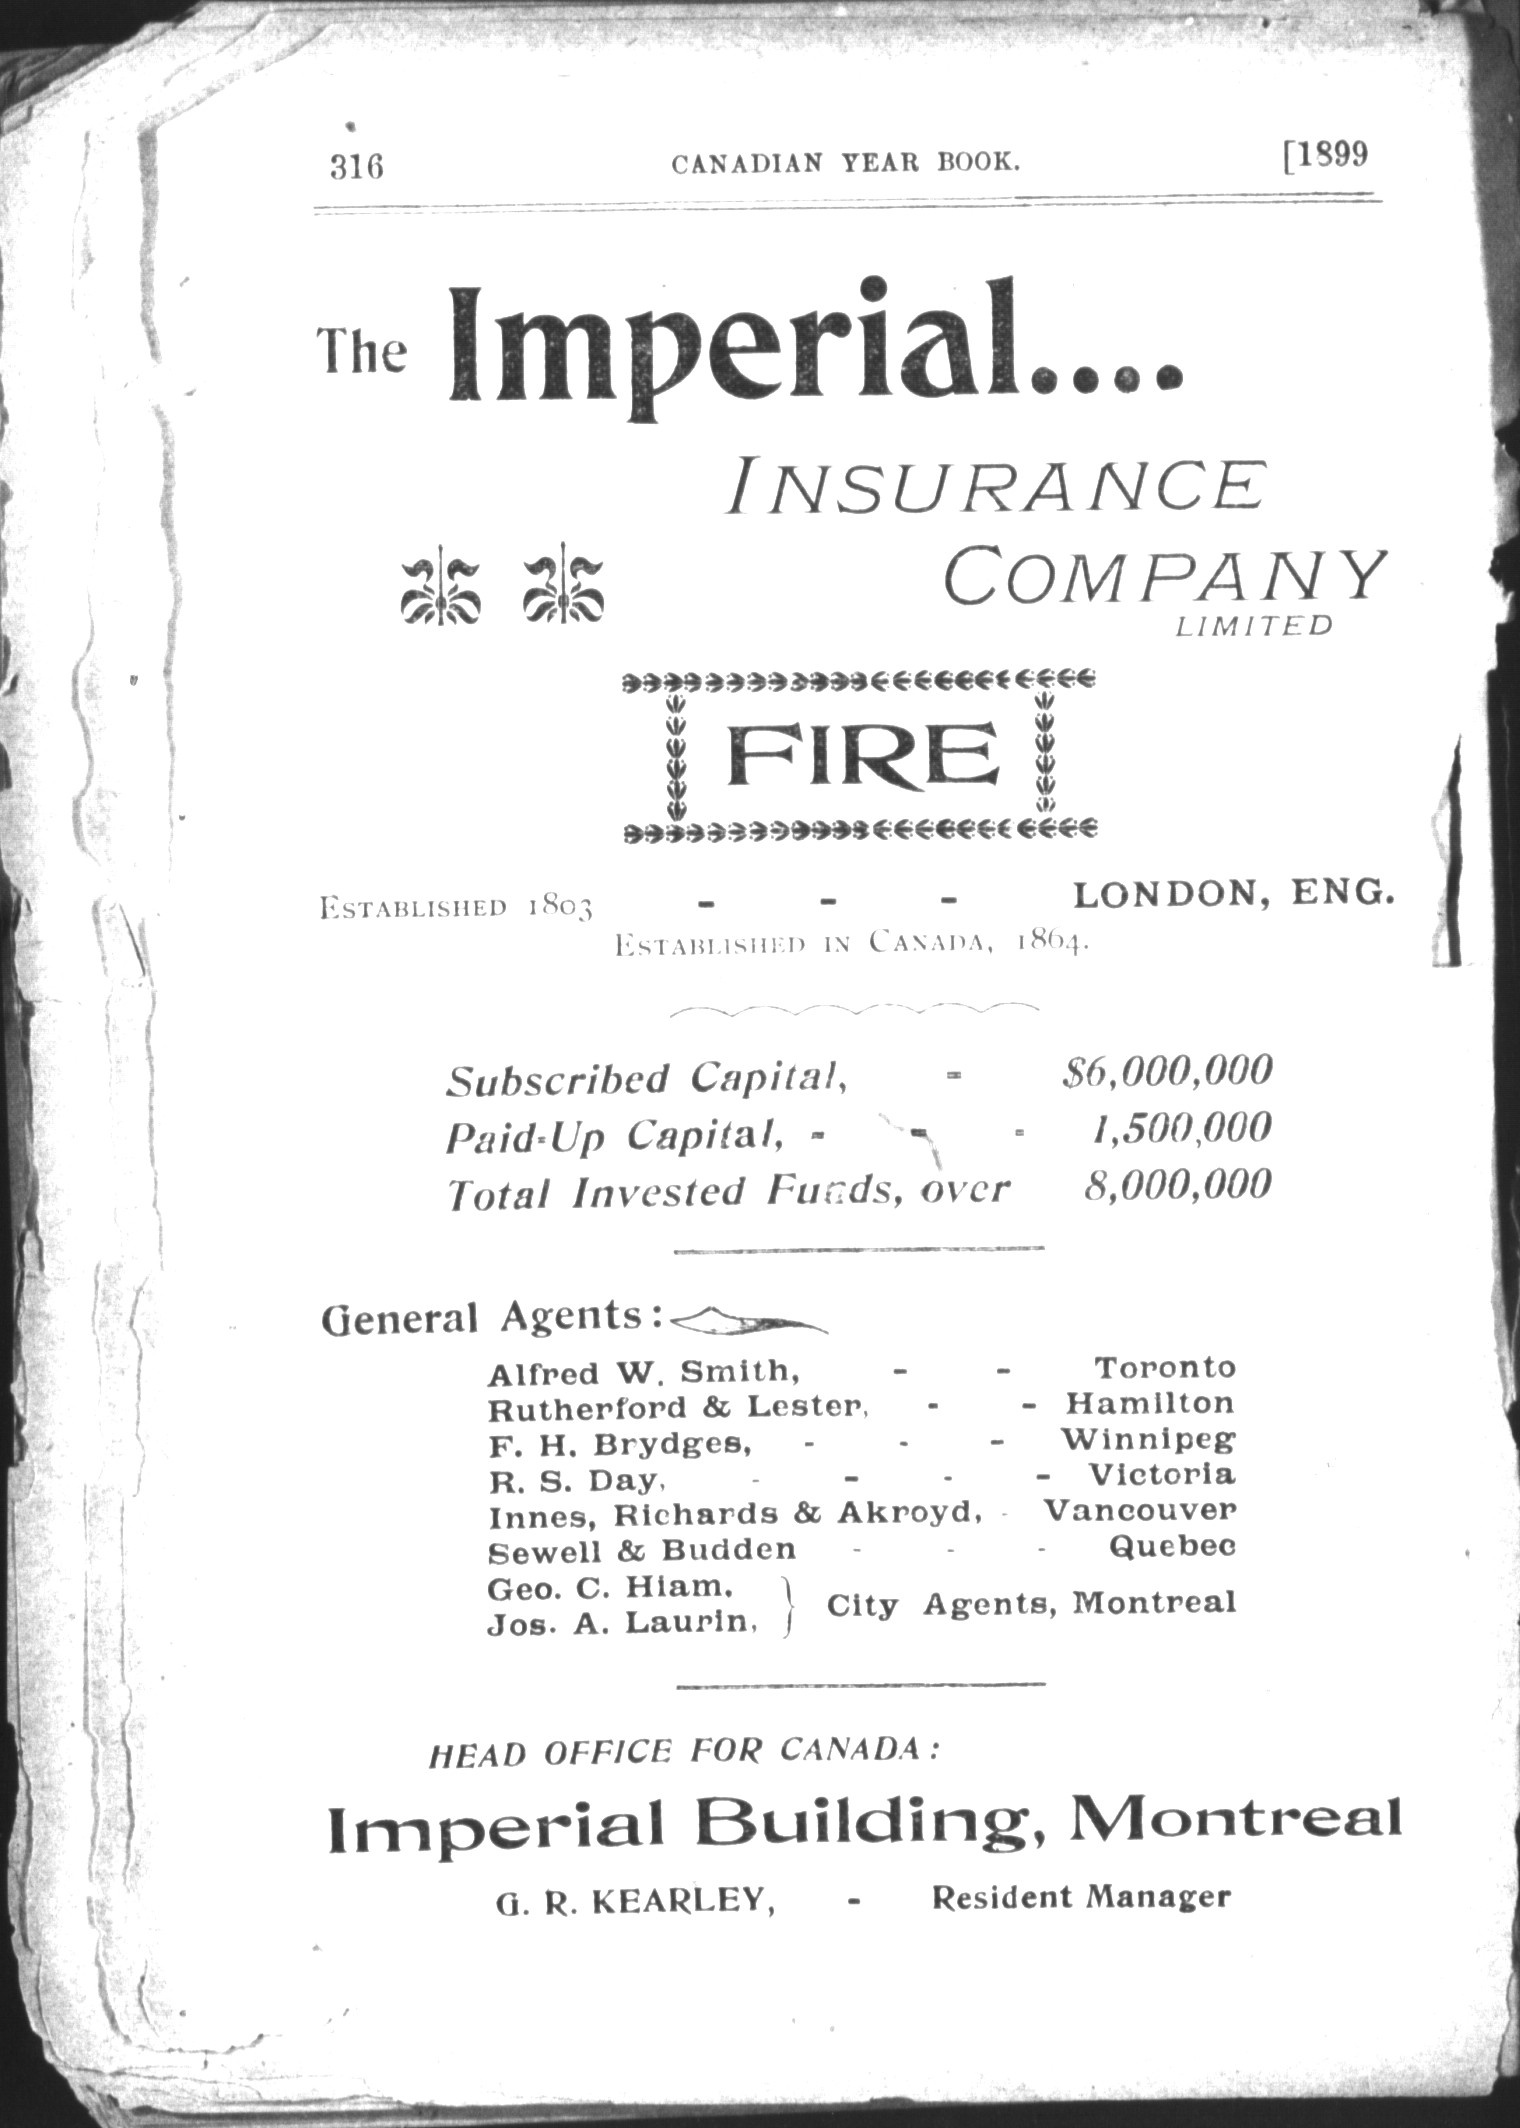 316 CANADIAN YEAR BOOK. [1899
The Imperial....
INSURANCE
COMPANY
LIMITED
FIRE
ESTABLISHED 1803 - - - LONDON, ENG.
ESTABLISHED IN CANADA, 1864.
Subscribed Capital, - $6,000,000
Paid-Up Capital, - - - 1,500,000
Total Invested Funds, over 8,000,000
General Agents:
Alfred W. Smith, - - Toronto
Rutherford & Lester, - - Hamilton
F. H. Brydges, - - - Winnipeg
R. S. Day, - - - - Victoria
Innes, Richards & Akroyd, - Vancouver
Sewell & Budden - - - Quebec
Geo. C. Hiam,
Jos. A. Laurin, } City Agents, Montreal
HEAD OFFICE FOR CANADA:
Imperial Building, Montreal
G. R. KEARLEY, - Resident Manager